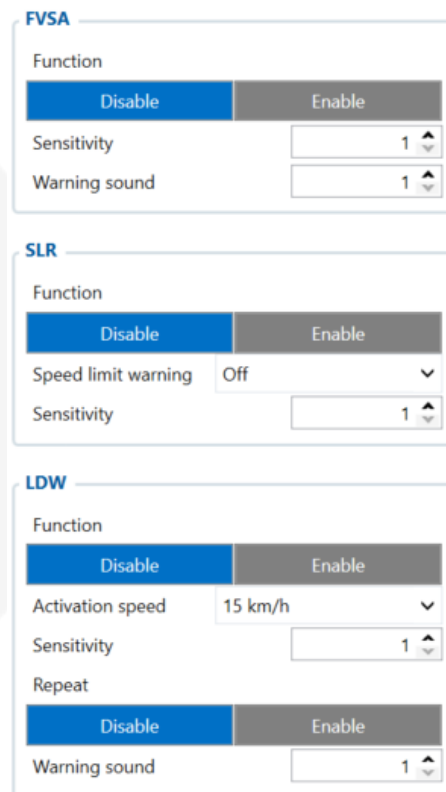 FVSA
Function
Disable Enable
Sensitivity 1
Warning sound 1
SLR
Function
Disable Enable
Speed limit warning Off
Sensitivity 1
LDW
Function
Disable Enable
Activation speed 15 km/h
Sensitivity 1
Repeat
Disable Enable
Warning sound 1